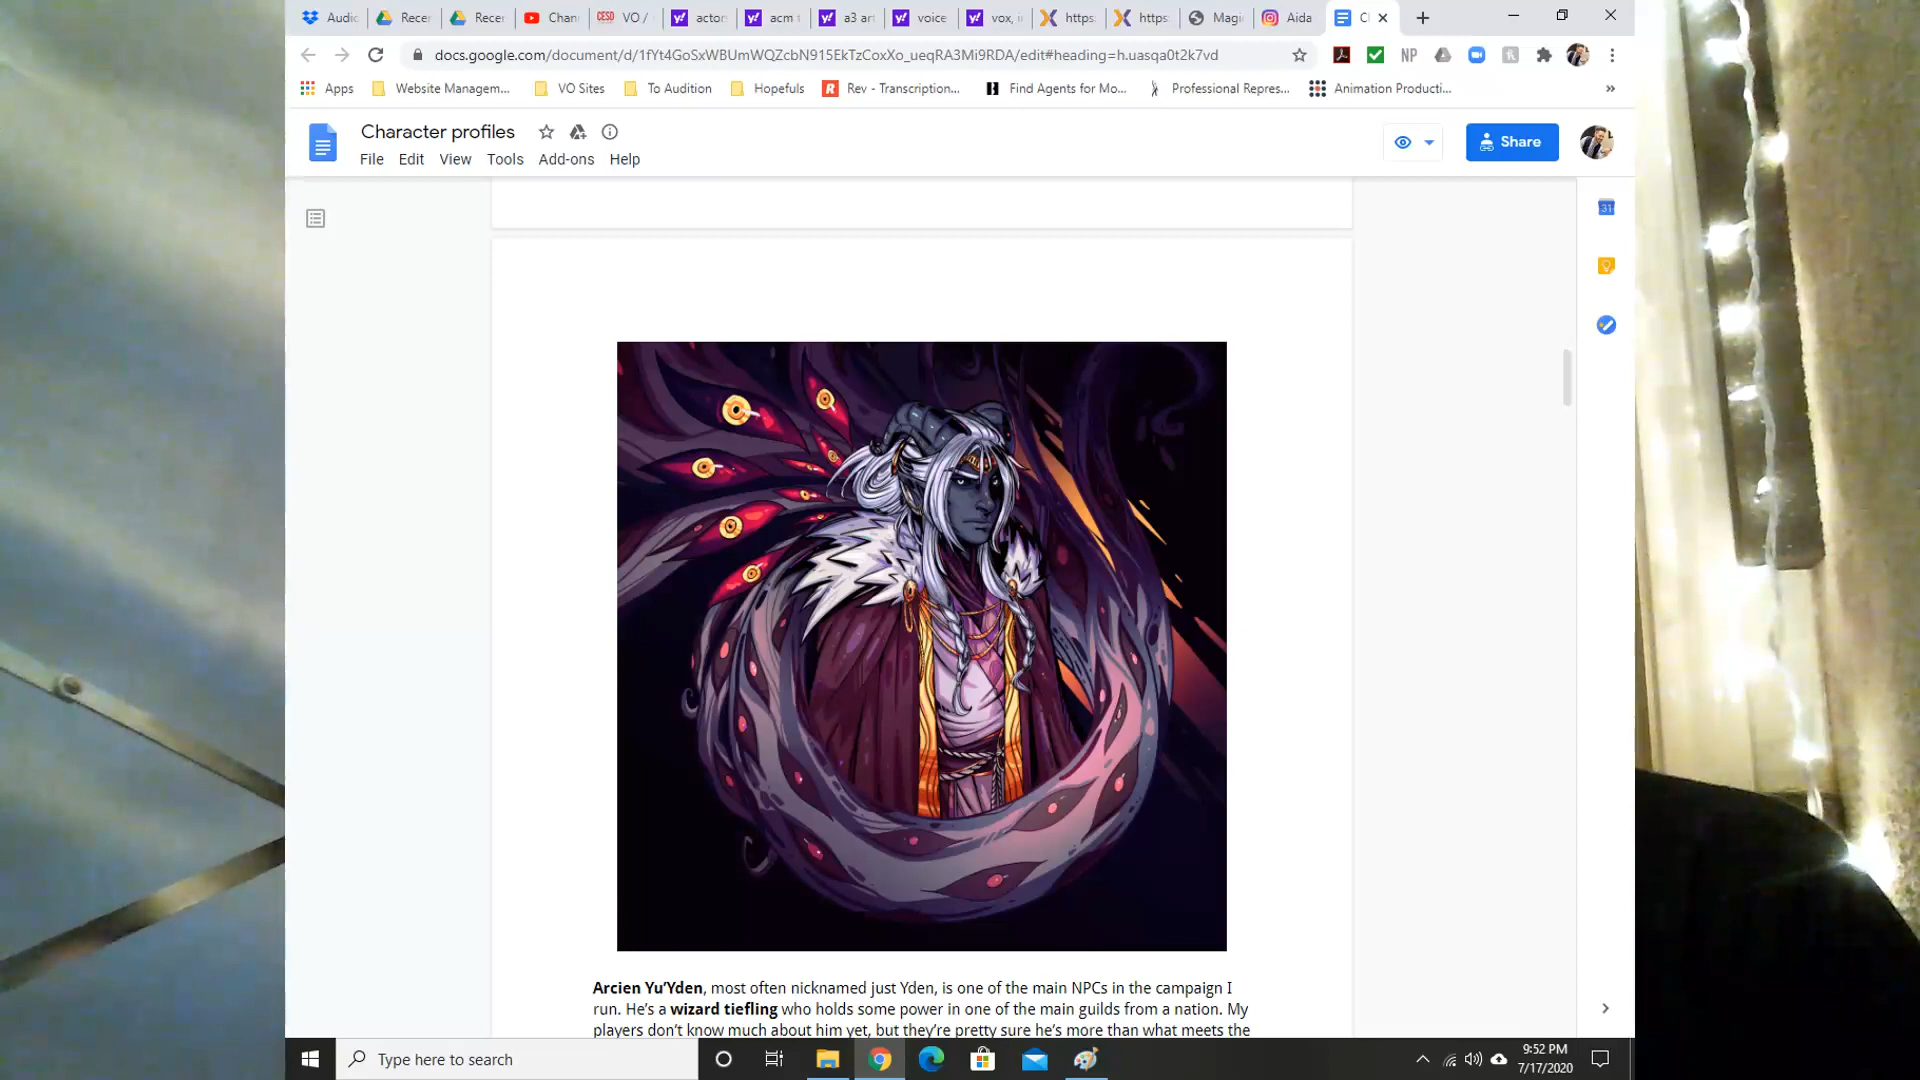 Audic
Recer
Recer
Chan
CESD VO /
actor
acm t
a3 art
voice
vox, i
https:
https:
Magi
Aida
docs.google.com/document/d/1fYt4GoSxWBUmWQZcbN915EkTzCoxXo_ueqRA3Mi9RDA/edit#heading=h.uasqa0t2k7vd
NP
Apps
Website Managem...
VO Sites
To Audition
Hopefuls
Rev - Transcription...
Find Agents for Mo...
Professional Repres...
Animation Producti...
Character profiles
File Edit View Tools Add-ons Help
Share
31
Arcien Yu'Yden, most often nicknamed just Yden, is one of the main NPCs in the campaign I
run. He's a wizard tiefling who holds some power in one of the main guilds from a nation. My
players don't know much about him yet, but they're pretty sure he's more than what meets the
Type here to search
9:52 PM
7/17/2020